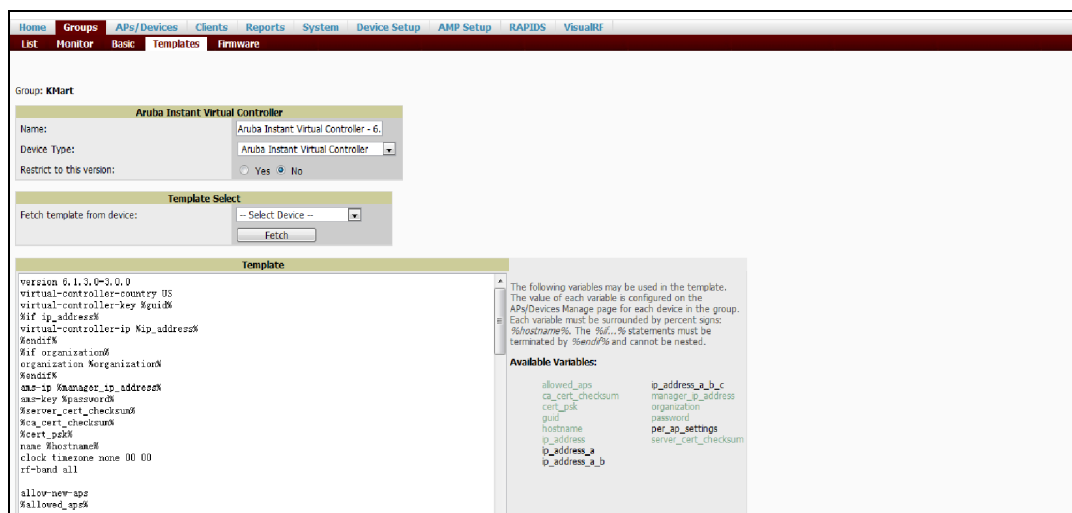 Home Groups APs/Devices Clients Reports System Device Setup AMP Setup RAPIDS VisualRF
List Monitor Basic Templates Firmware
Group: KMart
Aruba Instant Virtual Controller
Name: Aruba Instant Virtual Controller - 6.
Device Type: Aruba Instant Virtual Controller
Restrict to this version: Yes No
Template Select
Fetch template from device: -- Select Device --
Fetch
Template
version 6.1.3.0-3.0.0
virtual-controller-country US
virtual-controller-key %guid%
%if ip_address%
virtual-controller-ip %ip_address%
%endif%
%if organization%
organization %organization%
%endif%
ams-ip %manager_ip_address%
ams-key %password%
%server_cert_checksum%
%ca_cert_checksum%
%cert_psk%
name %hostname%
clock timezone none 00 00
rf-band all
allow-new-aps
%allowed_aps%
The following variables may be used in the template.
The value of each variable is configured on the
APs/Devices Manage page for each device in the group.
Each variable must be surrounded by percent signs:
%hostname%. The %if...% statements must be
terminated by %endif% and cannot be nested.
Available Variables:
allowed_aps
ca_cert_checksum
cert_psk
guid
hostname
ip_address
ip_address_a
ip_address_a_b
ip_address_a_b_c
manager_ip_address
organization
password
per_ap_settings
server_cert_checksum